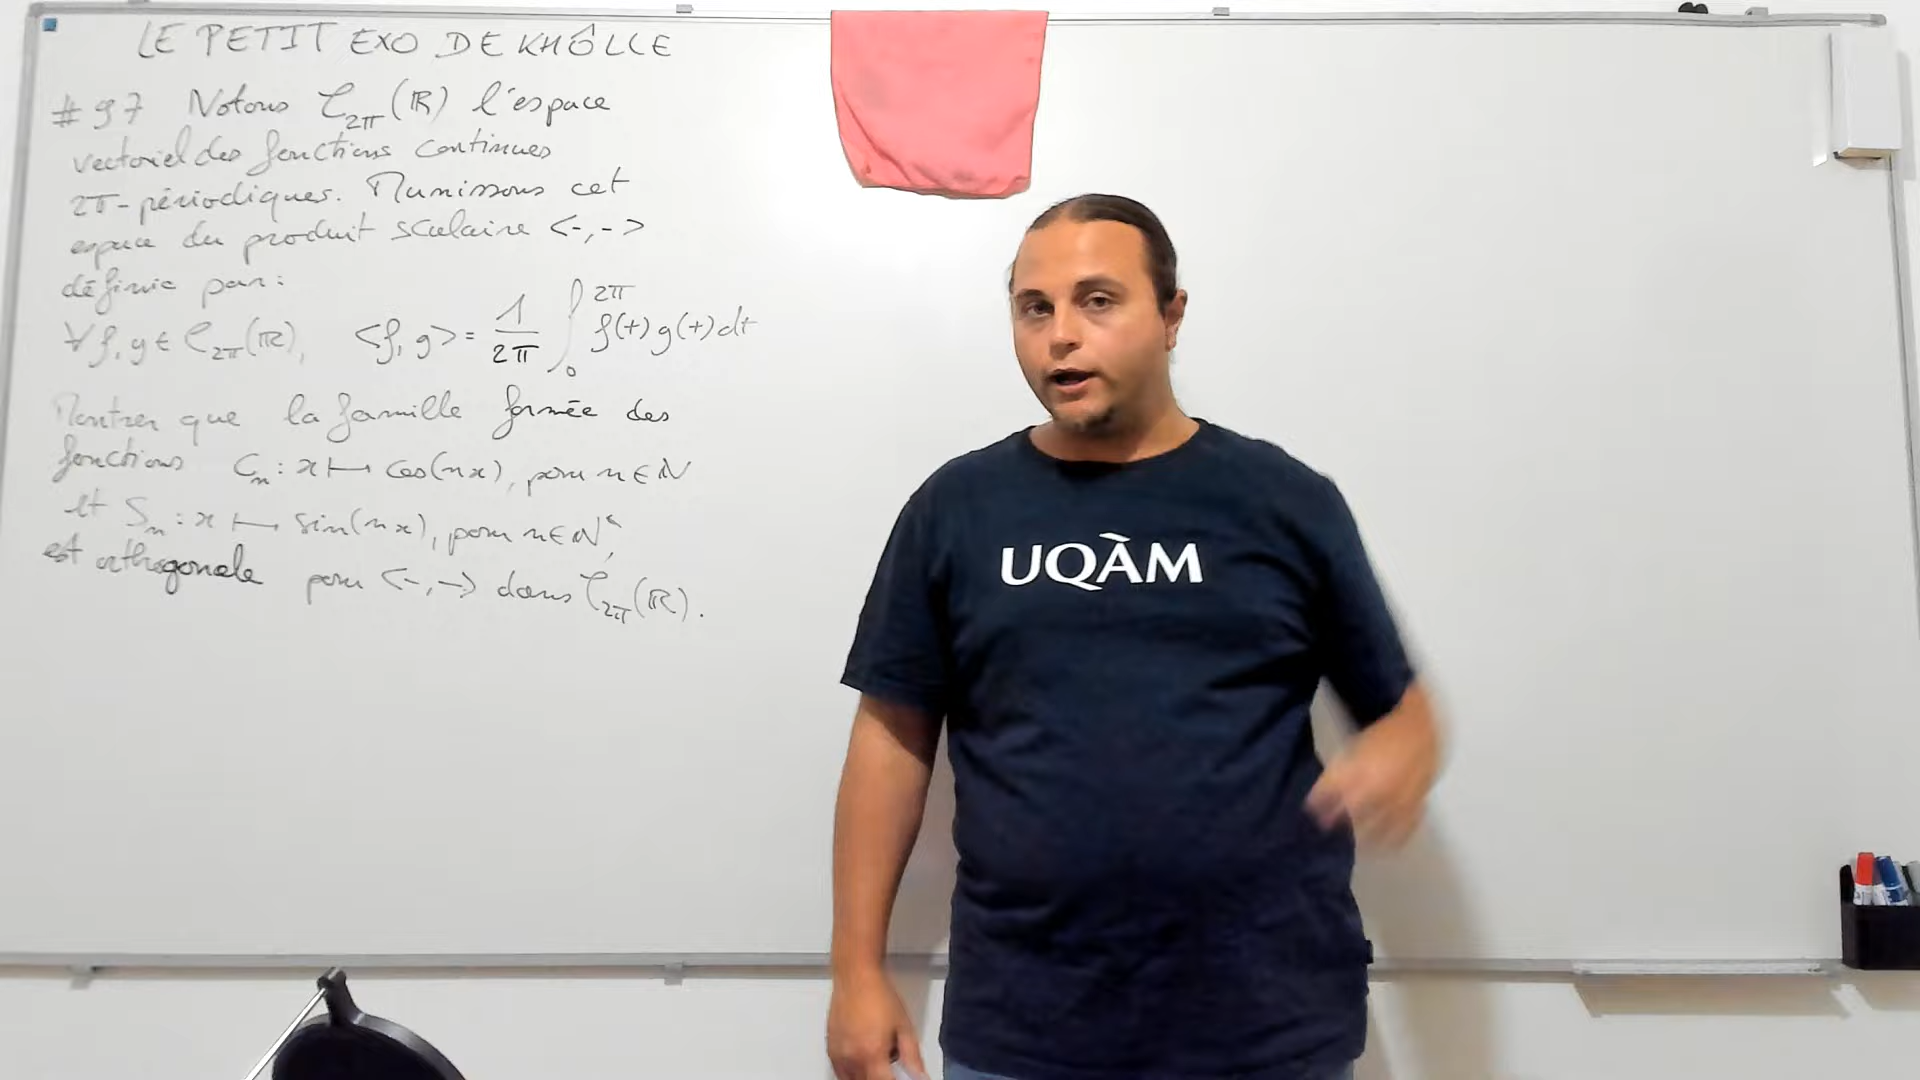 LE PETIT EXO DE KHÔLLE
# 97 Notons C₂π(ℝ) l'espace
vectoriel des fonctions continues
2π-périodiques. Munissons cet
espace du produit scalaire <-,->
définie par :
∀f,g ∈ C₂π(ℝ), <f,g> = 1/2π ∫₀^2π f(t)g(t)dt
Montrer que la famille formée des
fonctions Cₙ : x ⟼ cos(nx), pour n ∈ ℕ
et Sₙ : x ⟼ sin(nx), pour n ∈ ℕ*,
est orthogonale pour <-,-> dans C₂π(ℝ).
UQÀM